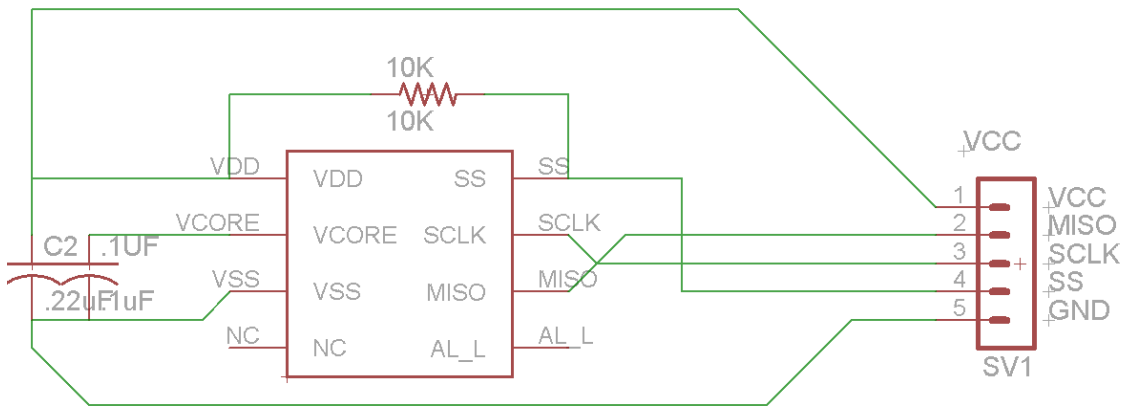 10K
10K
VCC
VDD
VDD
SS
SS
1
VCC
VCORE
VCORE
SCLK
SCLK
2
MISO
C2
.1UF
3
SCLK
VSS
VSS
MISO
MISO
4
SS
.22uF
.1uF
5
GND
NC
NC
AL_L
AL_L
SV1